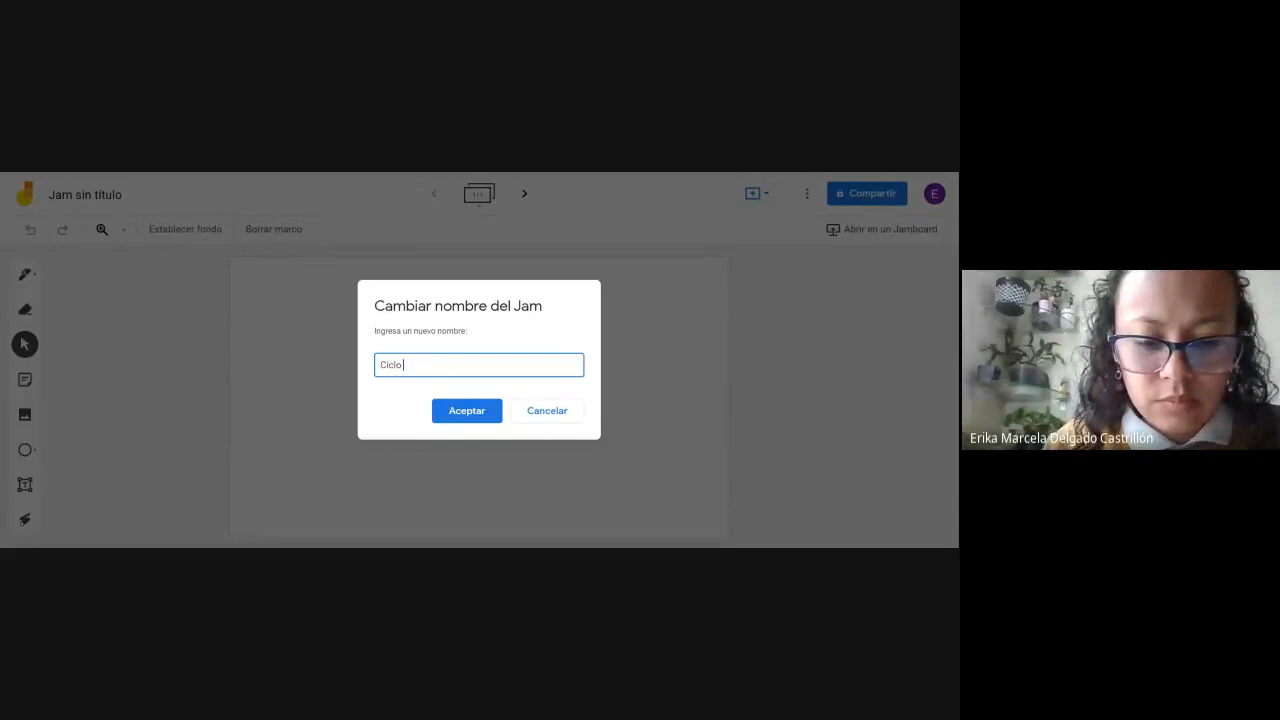 Jam sin título
Compartir
E
Establecer fondo
Borrar marco
Abrir en un Jamboard
Cambiar nombre del Jam
Ingresa un nuevo nombre:
Ciclo
Aceptar
Cancelar
Erika Marcela Delgado Castrillón